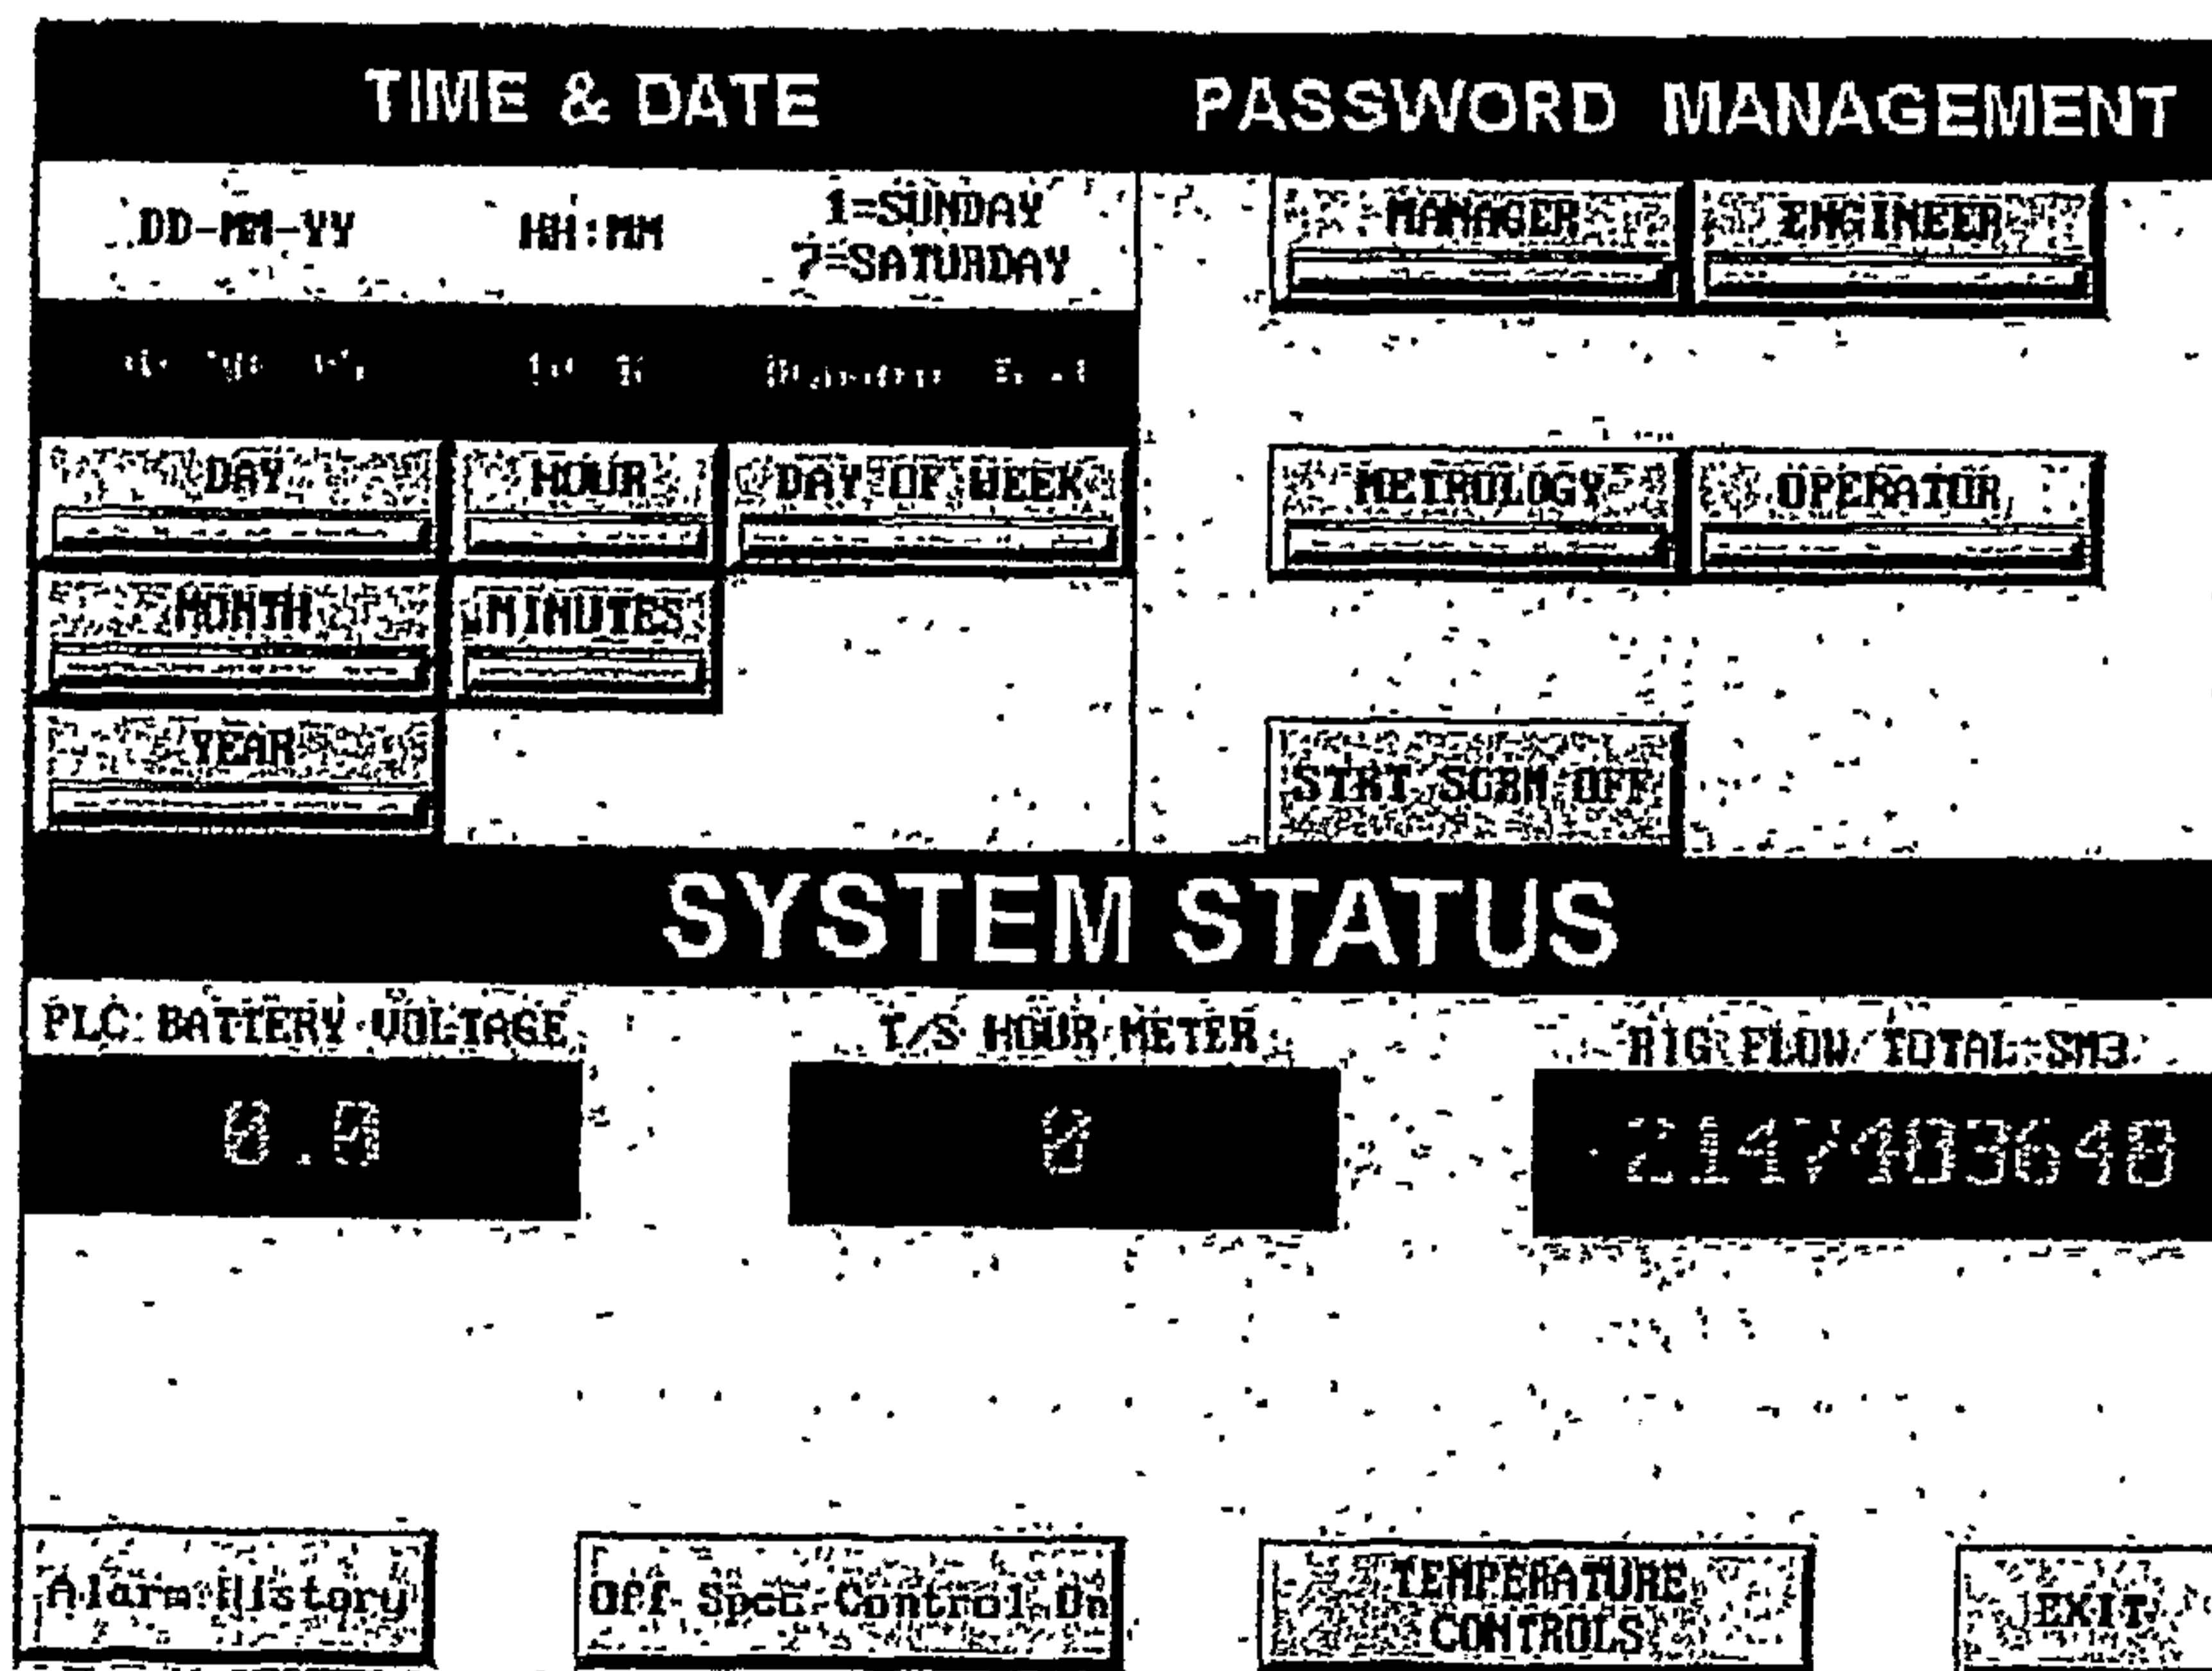 TIME & DATE
PASSWORD MANAGEMENT
DD-MM-YY
HH:MM
1=SUNDAY
7=SATURDAY
MANAGER
ENGINEER
DAY
HOUR
DAY OF WEEK
METROLOGY
OPERATOR
MONTH
MINUTES
YEAR
STRT SCRN OFF
SYSTEM STATUS
PLC BATTERY VOLTAGE
T/S HOUR METER
RIG FLOW TOTAL SM3
0.0
0
-2147483648
Alarm History
Off Spec Control On
TEMPERATURE
CONTROLS
EXIT